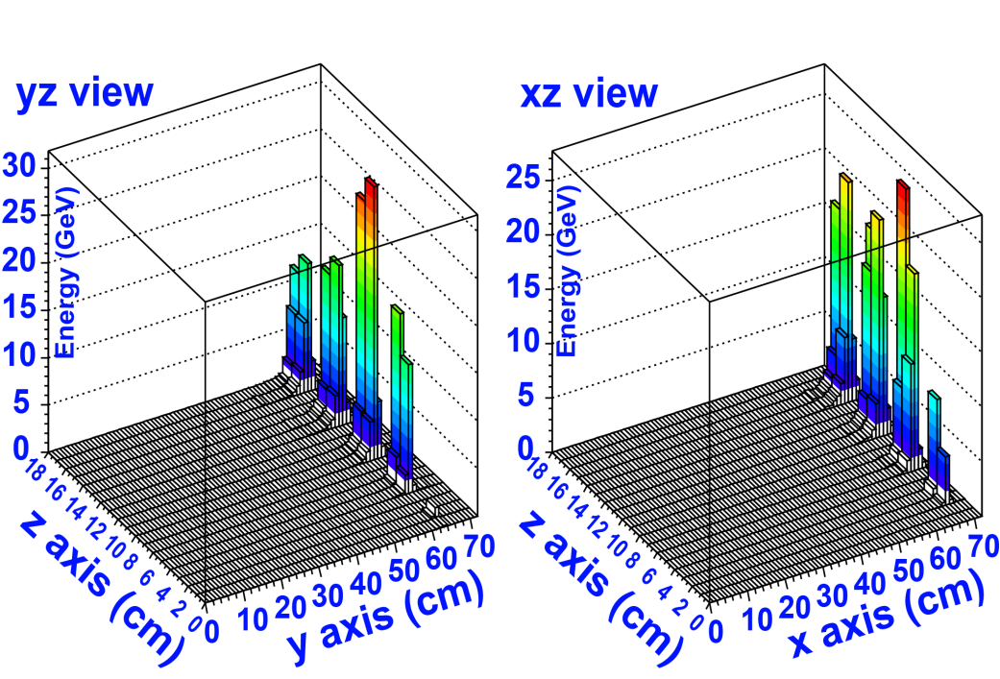 yz view
30
25
20
15
10
5
0
Energy (GeV)
18 16 14 12 10 8 6 4 2 0
z axis (cm)
0 10 20 30 40 50 60 70
y axis (cm)
xz view
25
20
15
10
5
0
Energy (GeV)
18 16 14 12 10 8 6 4 2 0
z axis (cm)
0 10 20 30 40 50 60 70
x axis (cm)